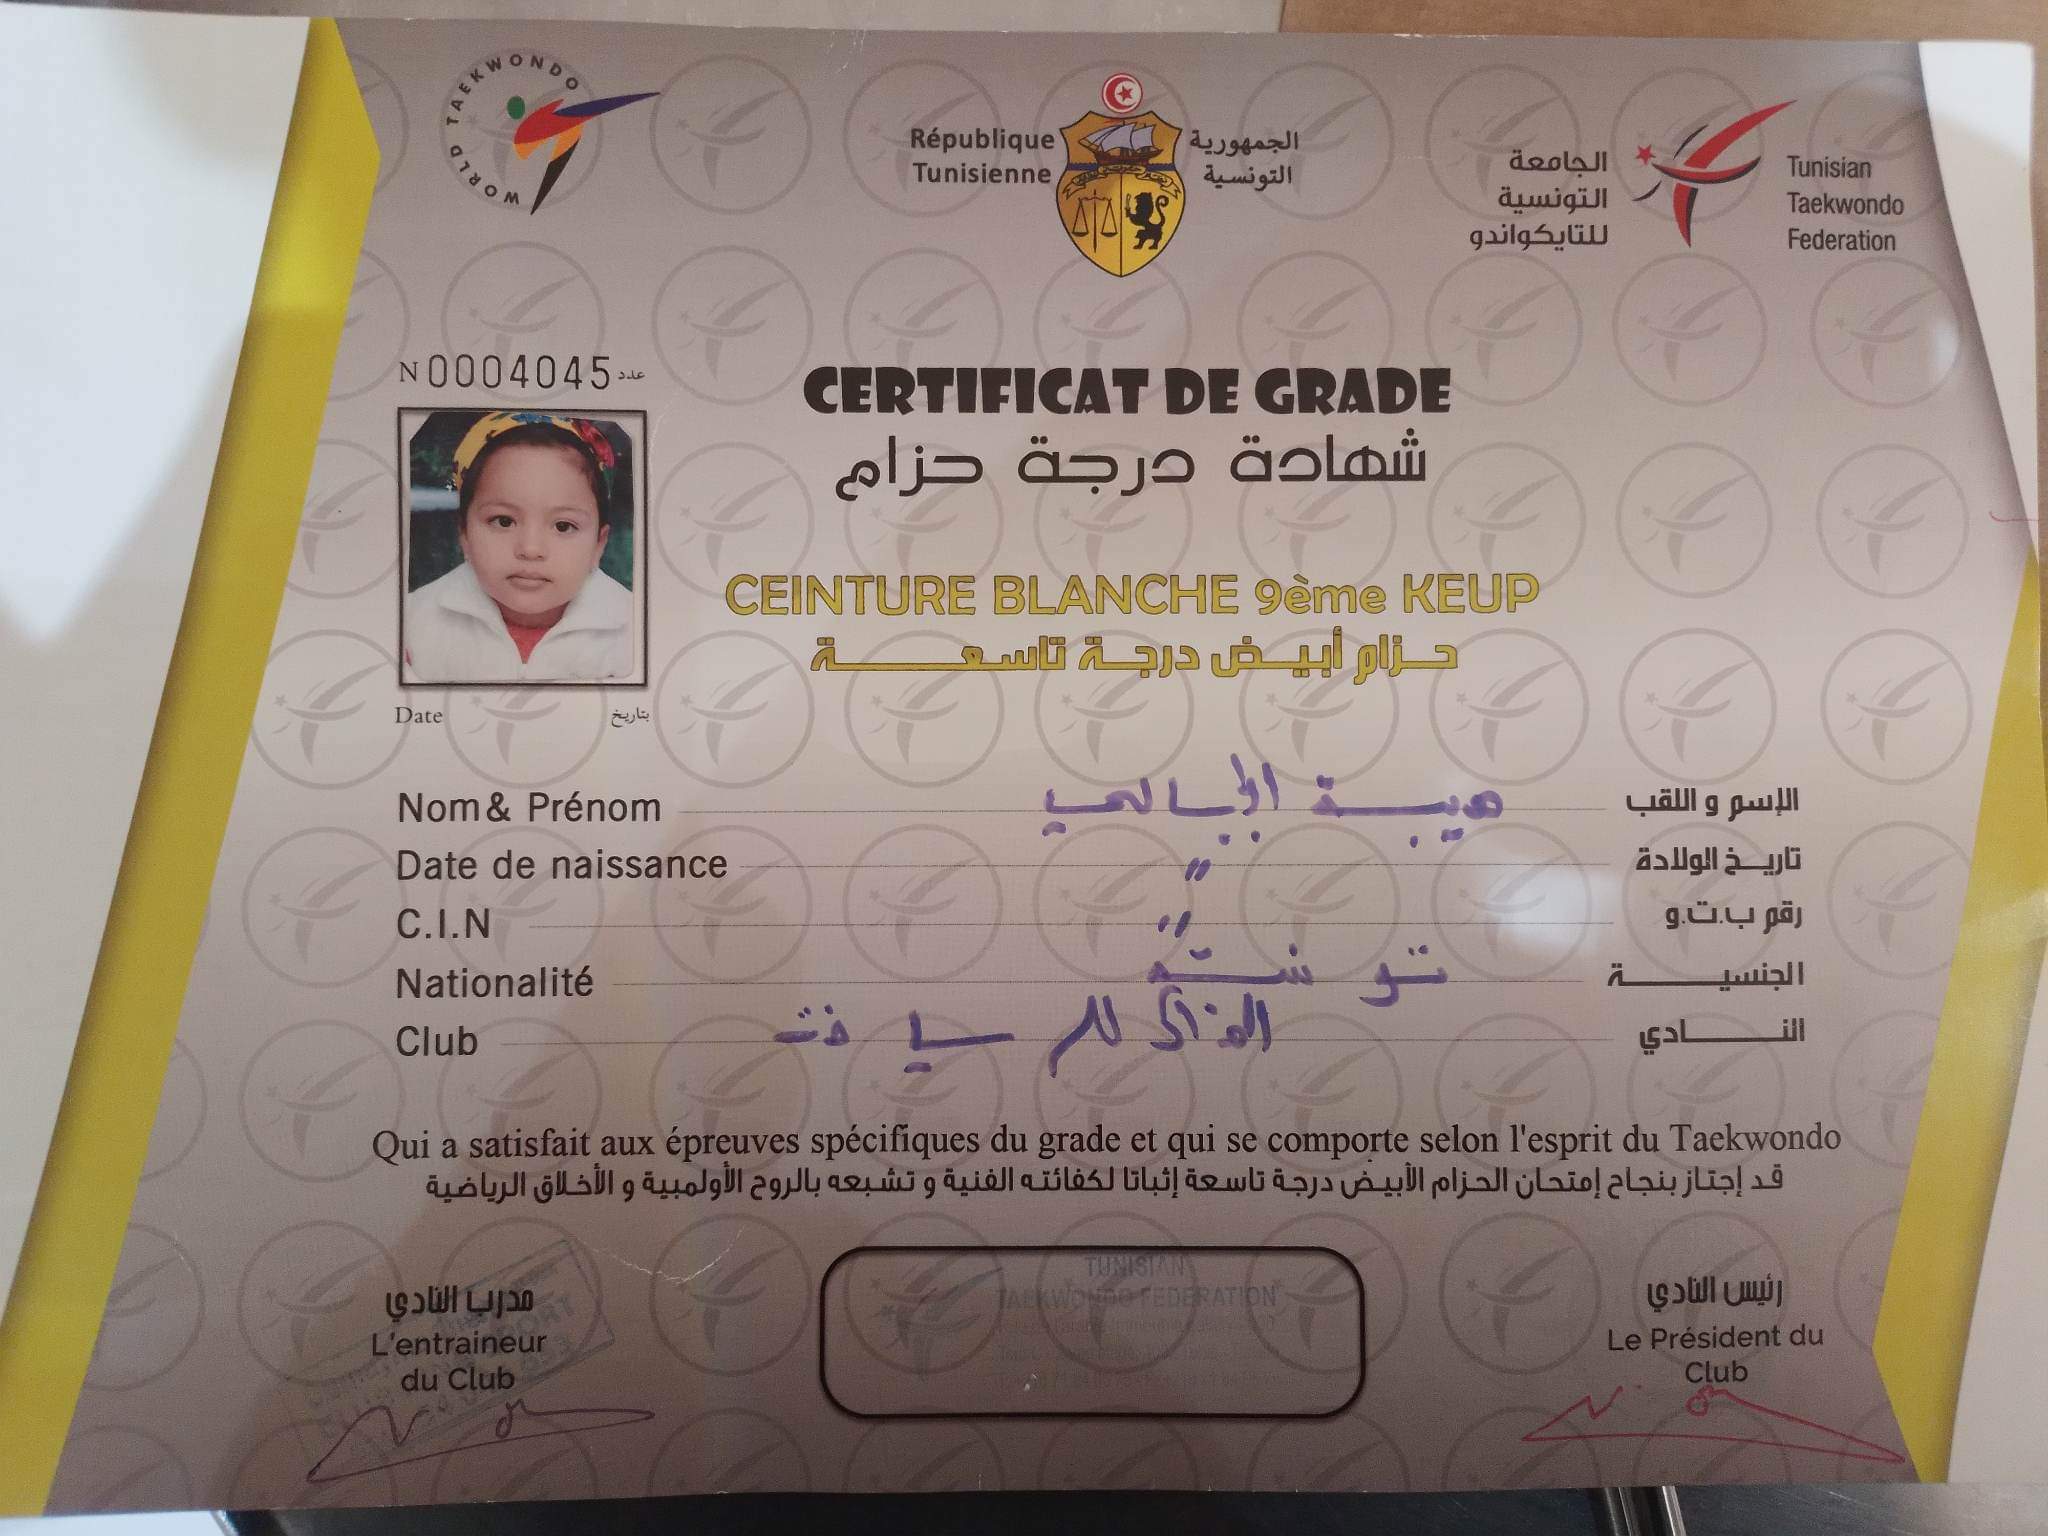 WORLD TAEKWONDO
République الجمهورية
Tunisienne التونسية
الجامعة
التونسية
للتايكواندو
Tunisian
Taekwondo
Federation
N 0004045 عدد
CERTIFICAT DE GRADE
شهادة درجة حزام
CEINTURE BLANCHE 9ème KEUP
حزام أبيض درجة تاسعة
Date بتاريخ
Nom & Prénom هيبة الإسم و اللقب
Date de naissance " تاريخ الولادة
C.I.N " رقم ب.ت.و
Nationalité الجنسية
Club النادي
Qui a satisfait aux épreuves spécifiques du grade et qui se comporte selon l'esprit du Taekwondo
قد إجتاز بنجاح إمتحان الحزام الأبيض درجة تاسعة إثباتا لكفائته الفنية و تشبعه بالروح الأولمبية و الأخلاق الرياضية
مدرب النادي
L'entraineur
du Club
TUNISIAN
TAEKWONDO FEDERATION
رئيس النادي
Le Président du
Club